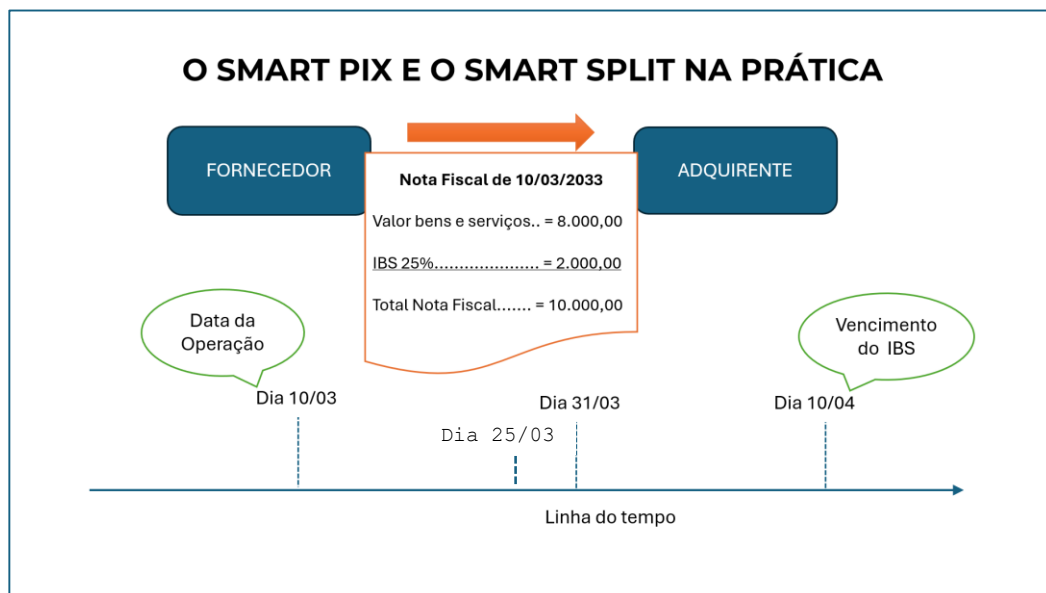 O SMART PIX E O SMART SPLIT NA PRÁTICA
FORNECEDOR
ADQUIRENTE
Nota Fiscal de 10/03/2033
Valor bens e serviços.. = 8.000,00
IBS 25%...................... = 2.000,00
Total Nota Fiscal....... = 10.000,00
Data da
Operação
Vencimento
do IBS
Dia 10/03
Dia 31/03
Dia 10/04
Dia 25/03
Linha do tempo